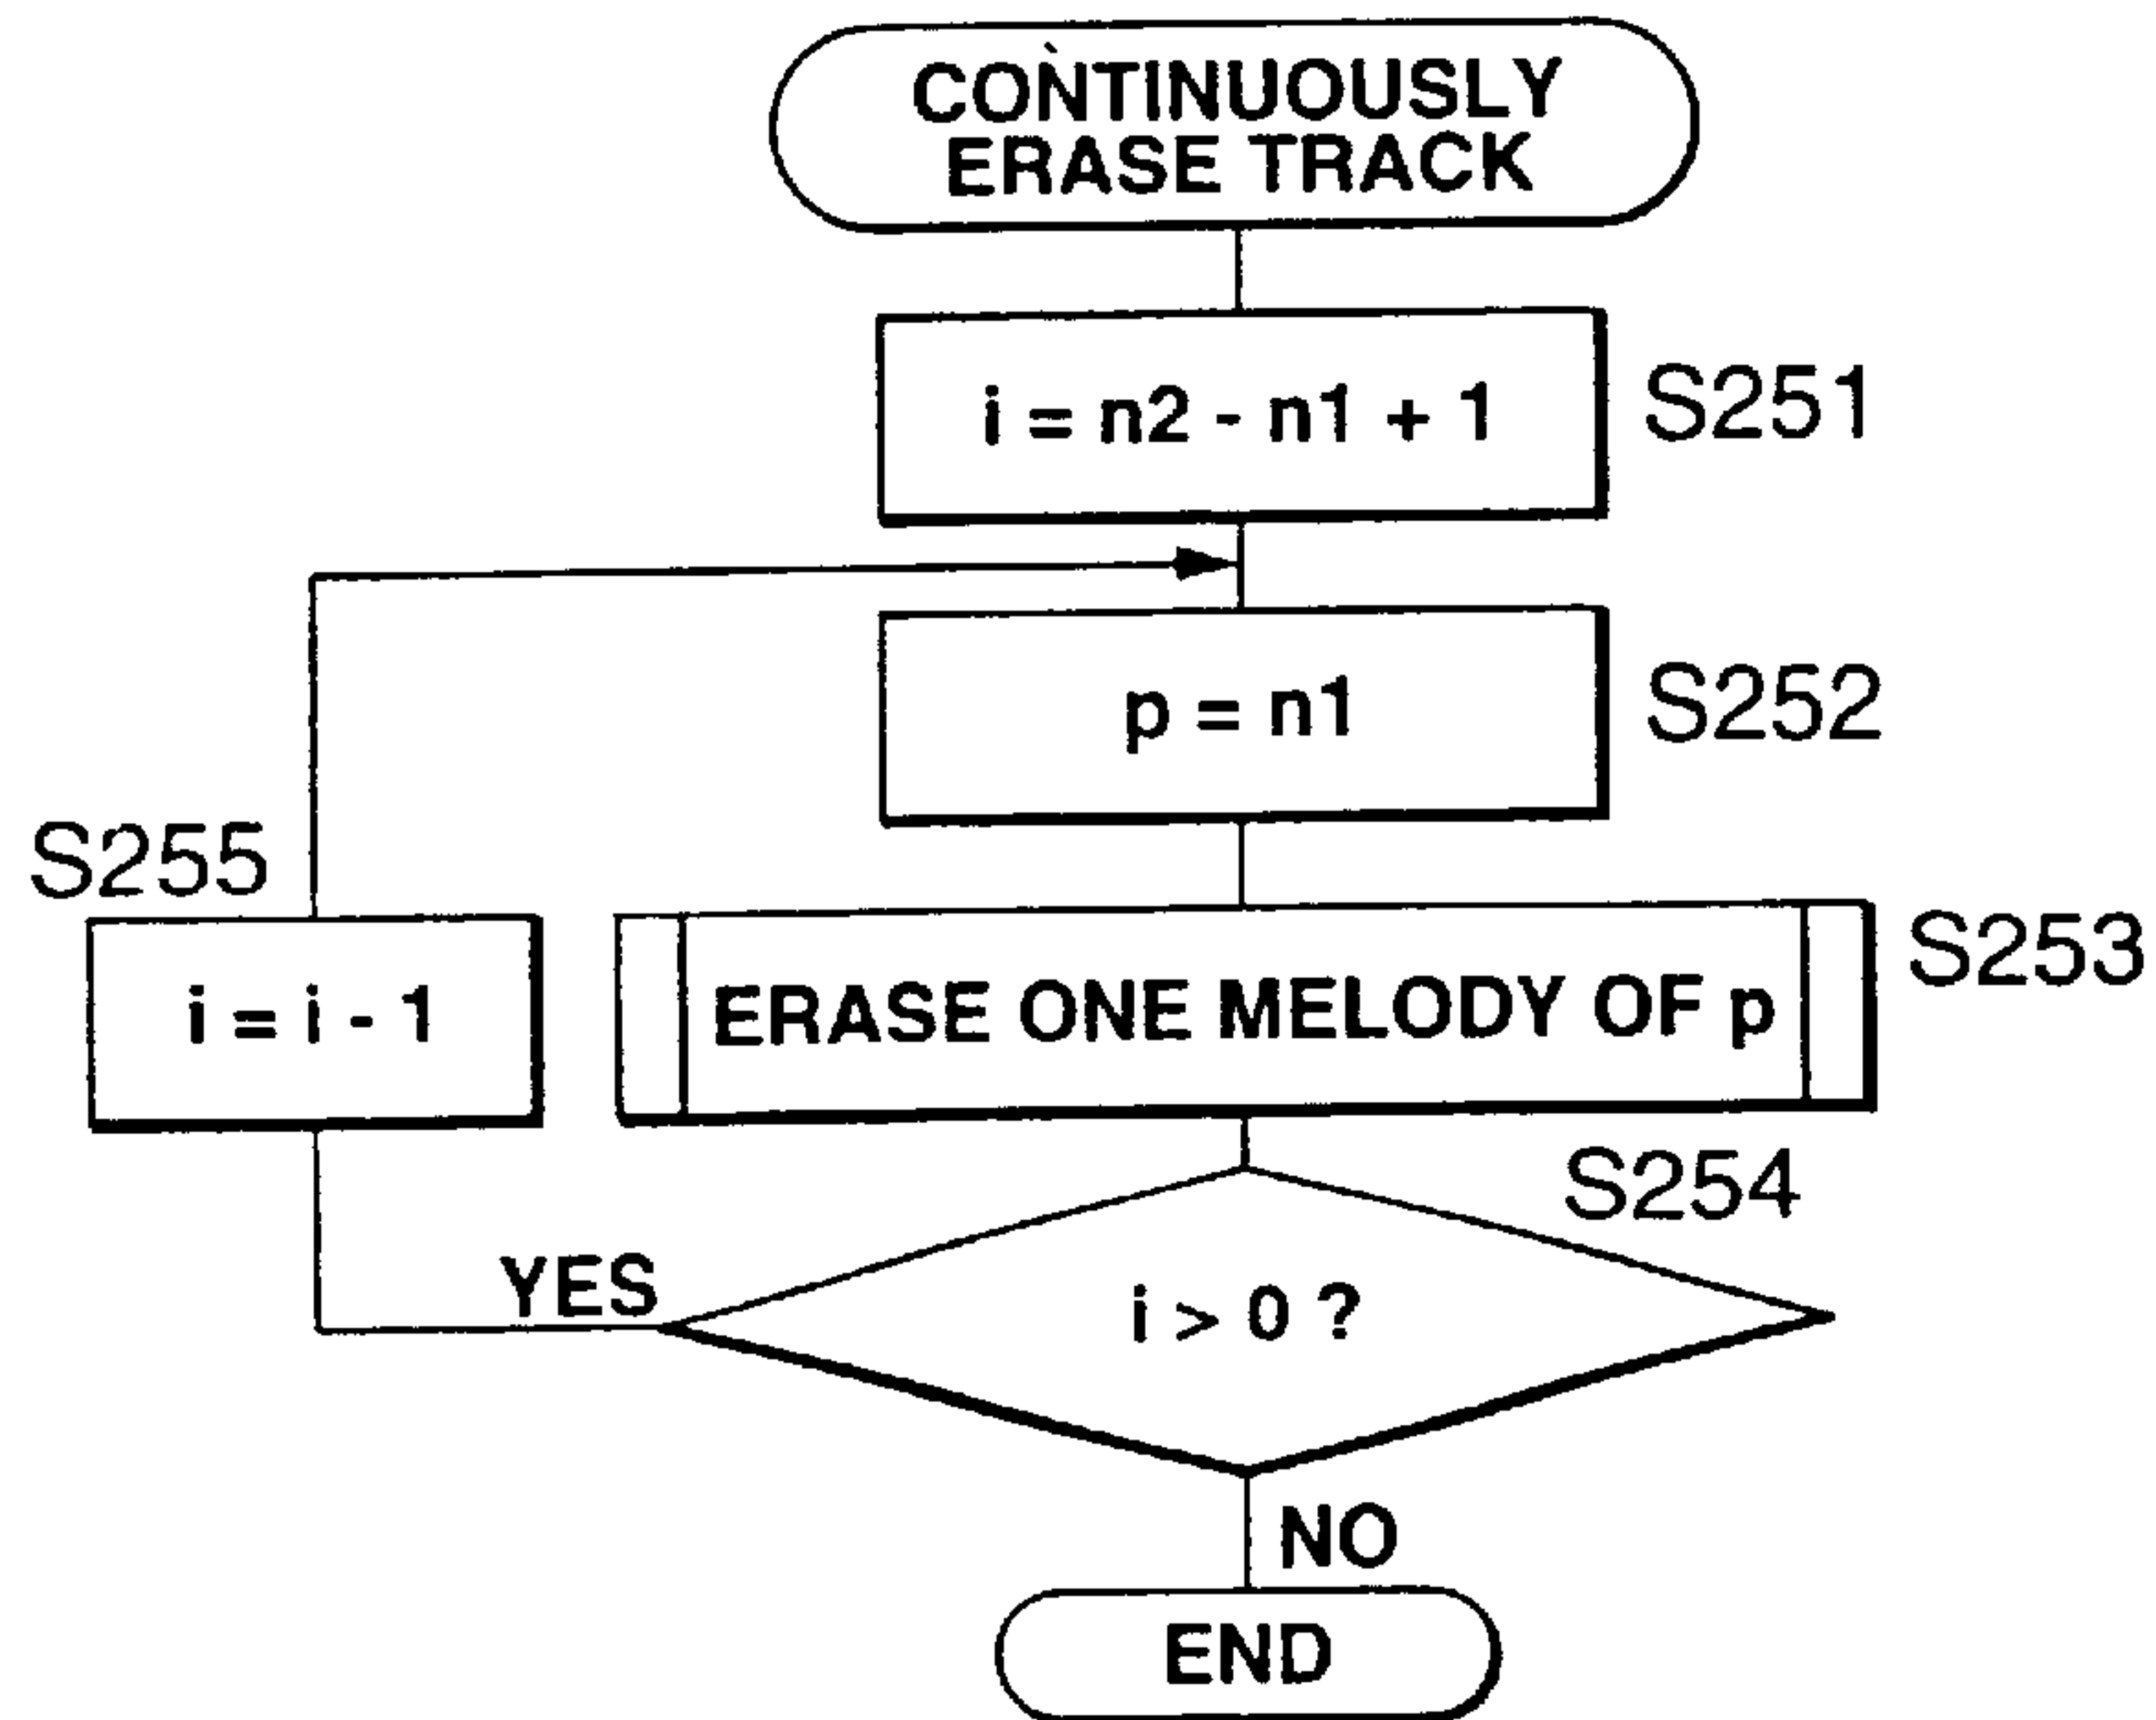 CONTINUOUSLY
ERASE TRACK
i = n2 - n1 + 1
S251
p = n1
S252
S255
i = i - 1
ERASE ONE MELODY OF p
S253
S254
i > 0 ?
YES
NO
END